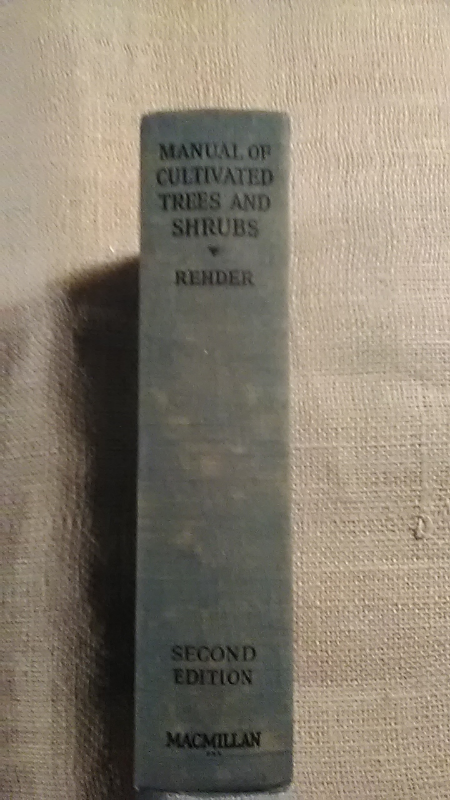 MANUAL OF
CULTIVATED
TREES AND
SHRUBS
REHDER
SECOND
EDITION
MACMILLAN